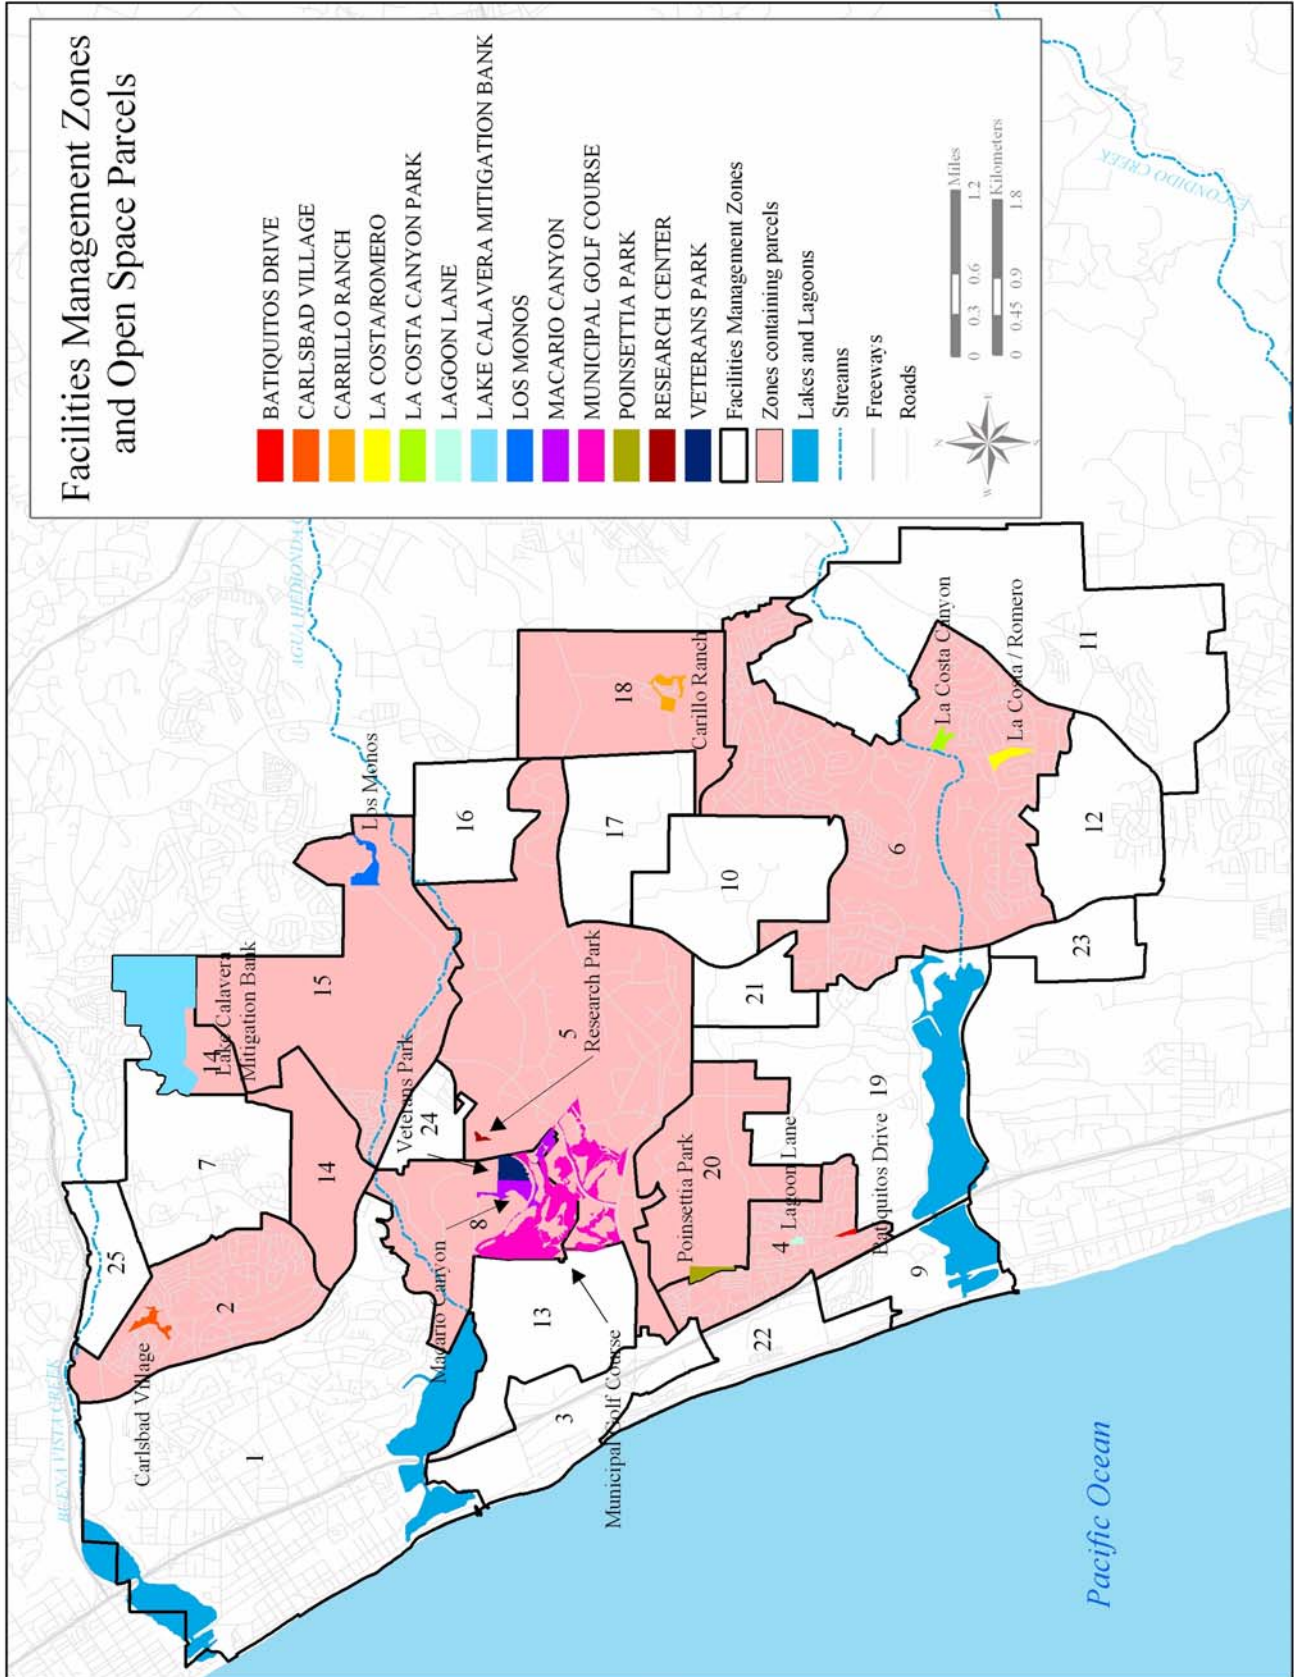 Facilities Management Zones
and Open Space Parcels
BATIQUITOS DRIVE
CARLSBAD VILLAGE
CARRILLO RANCH
LA COSTA/ROMERO
LA COSTA CANYON PARK
LAGOON LANE
LAKE CALAVERA MITIGATION BANK
LOS MONOS
MACARIO CANYON
MUNICIPAL GOLF COURSE
POINSETTIA PARK
RESEARCH CENTER
VETERANS PARK
Facilities Management Zones
Zones containing parcels
Lakes and Lagoons
Streams
Freeways
Roads
N
W
E
S
Miles
0 0.3 0.6 1.2
Kilometers
0 0.45 0.9 1.8
BUENA VISTA CREEK
AGUA HEDIONDA
ESCONDIDO CREEK
25
Carlsbad Village
2
7
1
14
Lake Calavera
Mitigation Bank
14
15
Los Monos
16
Veterans Park
24
Macario Canyon
8
Research Park
5
13
3
Municipal Golf Course
17
18
Carillo Ranch
10
21
Poinsettia Park
20
4
Lagoon Lane
22
Batiquitos Drive
19
9
6
La Costa Canyon
La Costa / Romero
11
12
23
Pacific Ocean